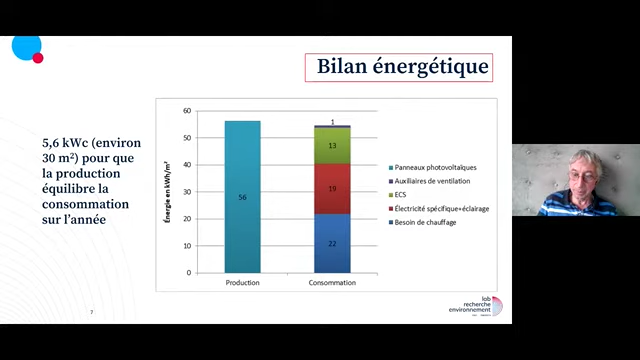 Bilan énergétique
5,6 kWc (environ
30 m²) pour que
la production
équilibre la
consommation
sur l'année
Énergie en kWh/m²
60
50
40
30
20
10
0
56
1
13
19
22
Production
Consommation
Panneaux photovoltaïques
Auxiliaires de ventilation
ECS
Électricité spécifique+éclairage
Besoin de chauffage
7
lab
recherche
environnement